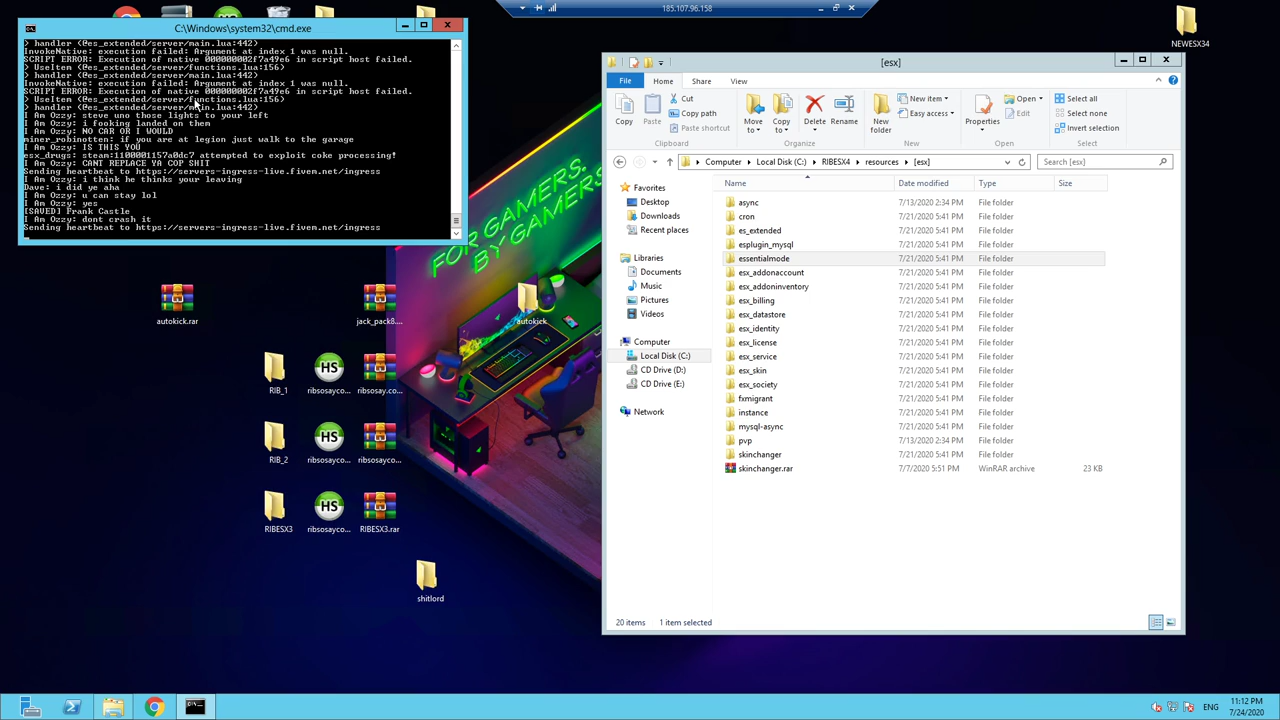 185.107.96.158
C:\Windows\system32\cmd.exe
> handler (@es_extended/server/main.lua:442)
InvokeNative: execution failed: Argument at index 1 was null.
SCRIPT ERROR: Execution of native 000000002f7a49e6 in script host failed.
> UseItem (@es_extended/server/functions.lua:156)
> handler (@es_extended/server/main.lua:442)
InvokeNative: execution failed: Argument at index 1 was null.
SCRIPT ERROR: Execution of native 000000002f7a49e6 in script host failed.
> UseItem (@es_extended/server/functions.lua:156)
> handler (@es_extended/server/main.lua:442)
I Am Ozzy: steve uno those lights to your left
I Am Ozzy: i fooking landed on them
I Am Ozzy: NO CAR OR I WOULD
miner_robinsten: if you are at legion just walk to the garage
I Am Ozzy: IS THIS YOU
esx_drugs: steam:1100001157a0dc7 attempted to exploit coke processing!
I Am Ozzy: CANT REPLACE YA COP SHIT
Sending heartbeat to https://servers-ingress-live.fivem.net/ingress
I Am Ozzy: i think he thinks your leaving
Dave: i did ye aha
I Am Ozzy: u can stay lol
I Am Ozzy: yes
[SAVED] Frank Castle
I Am Ozzy: dont crash it
Sending heartbeat to https://servers-ingress-live.fivem.net/ingress
FOR GAMERS.
BY GAMERS
NEWESX34
autokick.rar
jack_pack8....
autokick
RIB_1
ribsosayco...
ribsosay.co...
RIB_2
ribsosayco...
ribsosayco...
RIBESX3
ribsosayco...
RIBESX3.rar
shitlord
HS
HS
HS
[esx]
File
Home
Share
View
Copy
Paste
Cut
Copy path
Paste shortcut
Clipboard
Move to
Copy to
Delete
Rename
Organize
New folder
New item
Easy access
New
Properties
Open
Edit
Open
Select all
Select none
Invert selection
Select
Computer
Local Disk (C:)
RIBESX4
resources
[esx]
Search [esx]
Favorites
Desktop
Downloads
Recent places
Libraries
Documents
Music
Pictures
Videos
Computer
Local Disk (C:)
CD Drive (D:)
CD Drive (E:)
Network
Name Date modified Type Size
async 7/13/2020 2:34 PM File folder
cron 7/21/2020 5:41 PM File folder
es_extended 7/21/2020 5:41 PM File folder
esplugin_mysql 7/21/2020 5:41 PM File folder
essentialmode 7/21/2020 5:41 PM File folder
esx_addonaccount 7/21/2020 5:41 PM File folder
esx_addoninventory 7/21/2020 5:41 PM File folder
esx_billing 7/21/2020 5:41 PM File folder
esx_datastore 7/21/2020 5:41 PM File folder
esx_identity 7/21/2020 5:41 PM File folder
esx_license 7/21/2020 5:41 PM File folder
esx_service 7/21/2020 5:41 PM File folder
esx_skin 7/21/2020 5:41 PM File folder
esx_society 7/21/2020 5:41 PM File folder
fxmigrant 7/21/2020 5:41 PM File folder
instance 7/21/2020 5:41 PM File folder
mysql-async 7/21/2020 5:41 PM File folder
pvp 7/13/2020 2:34 PM File folder
skinchanger 7/21/2020 5:41 PM File folder
skinchanger.rar 7/7/2020 5:51 PM WinRAR archive 23 KB
20 items 1 item selected
ENG
11:12 PM
7/24/2020